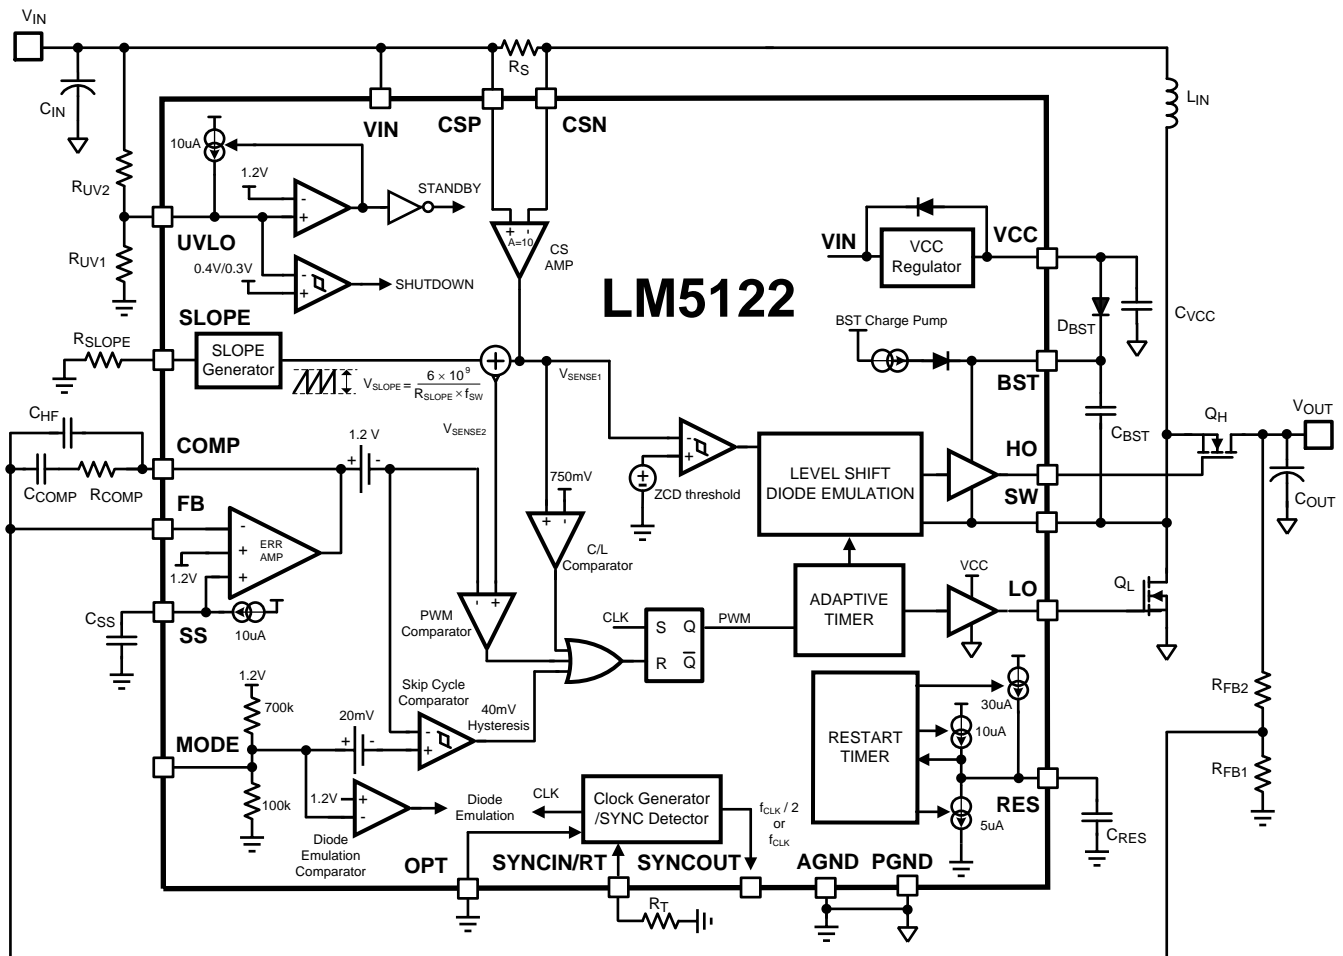 VIN
RS
CIN
LIN
VIN
CSP
CSN
10uA
1.2V
STANDBY
RUV2
UVLO
+ -
A=10
CS
AMP
VIN
VCC
Regulator
VCC
RUV1
0.4V/0.3V
SHUTDOWN
LM5122
DBST
CVCC
SLOPE
BST Charge Pump
RSLOPE
SLOPE
Generator
VSLOPE = 6 × 10^9 / RSLOPE × fSW
+
VSENSE1
BST
CHF
VSENSE2
QH
VOUT
COMP
1.2 V
CBST
HO
CCOMP
RCOMP
750mV
ZCD threshold
LEVEL SHIFT
DIODE EMULATION
SW
COUT
FB
ERR
AMP
1.2V
C/L
Comparator
VCC
LO
QL
CSS
SS
10uA
PWM
Comparator
CLK
S Q
R Q̅
PWM
ADAPTIVE
TIMER
1.2V
700k
Skip Cycle
Comparator
20mV
40mV
Hysteresis
30uA
RFB2
MODE
RESTART
TIMER
10uA
100k
1.2V
Diode
Emulation
CLK
Clock Generator
/SYNC Detector
fCLK / 2
or
fCLK
5uA
RES
RFB1
Diode
Emulation
Comparator
CRES
OPT
SYNCIN/RT
SYNCOUT
AGND
PGND
RT